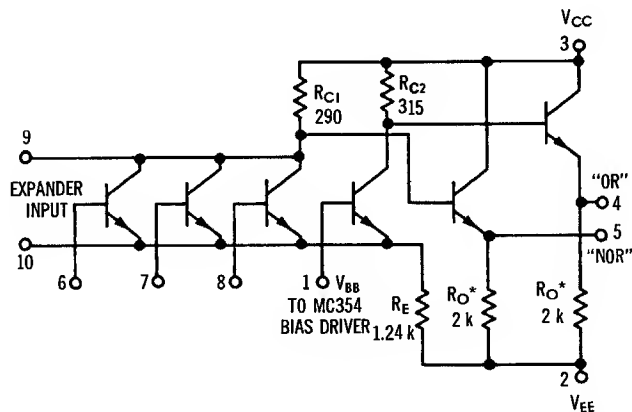 VCC
3
RC1
290
RC2
315
9
EXPANDER
INPUT
10
"OR"
4
5
"NOR"
6
7
8
1
VBB
TO MC354
BIAS DRIVER
RE
1.24 k
RO*
2 k
RO*
2 k
2
VEE